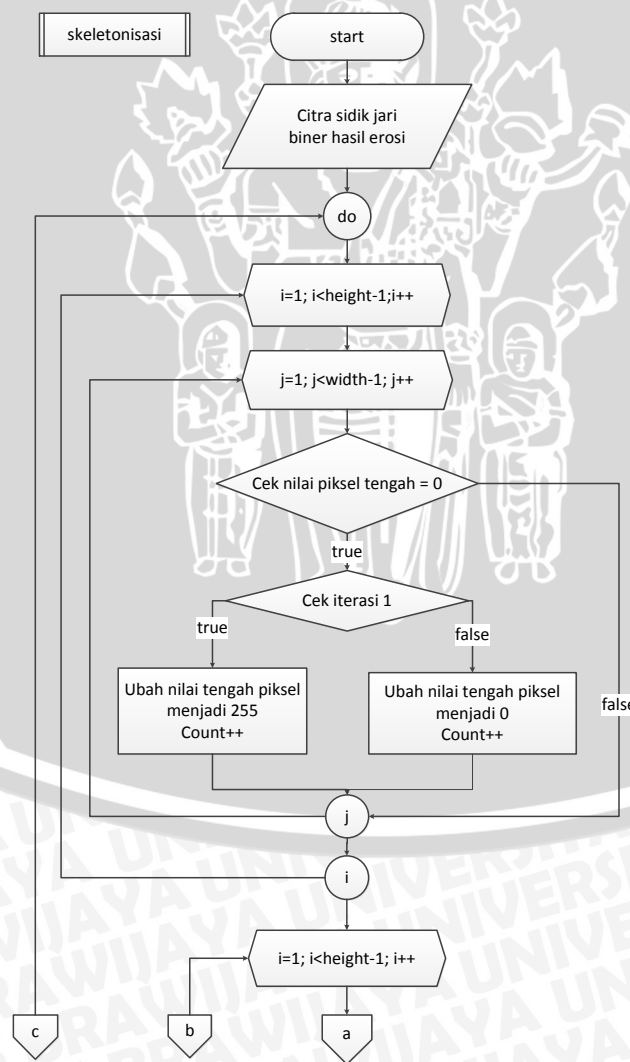 skeletonisasi
start
Citra sidik jari
biner hasil erosi
do
i=1; i<height-1;i++
j=1; j<width-1; j++
Cek nilai piksel tengah = 0
true
Cek iterasi 1
true
false
Ubah nilai tengah piksel
menjadi 255
Count++
Ubah nilai tengah piksel
menjadi 0
Count++
false
j
i
i=1; i<height-1; i++
c
b
a